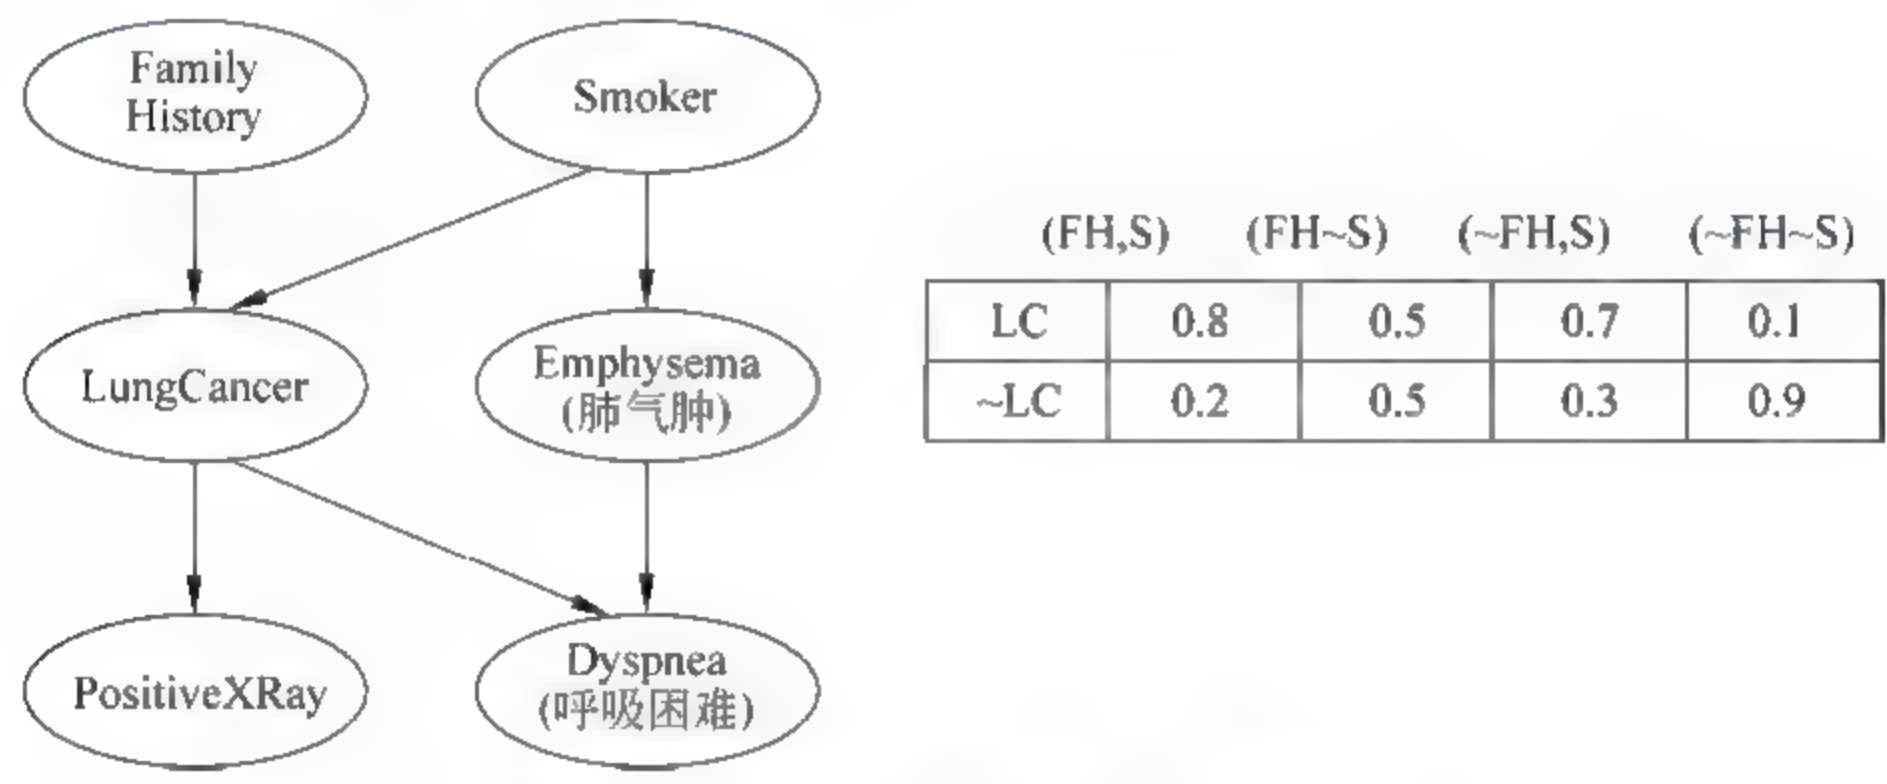 Family
History
Smoker
LungCancer
Emphysema
(肺气肿)
PositiveXRay
Dyspnea
(呼吸困难)
(FH,S) (FH~S) (~FH,S) (~FH~S)
LC 0.8 0.5 0.7 0.1
~LC 0.2 0.5 0.3 0.9